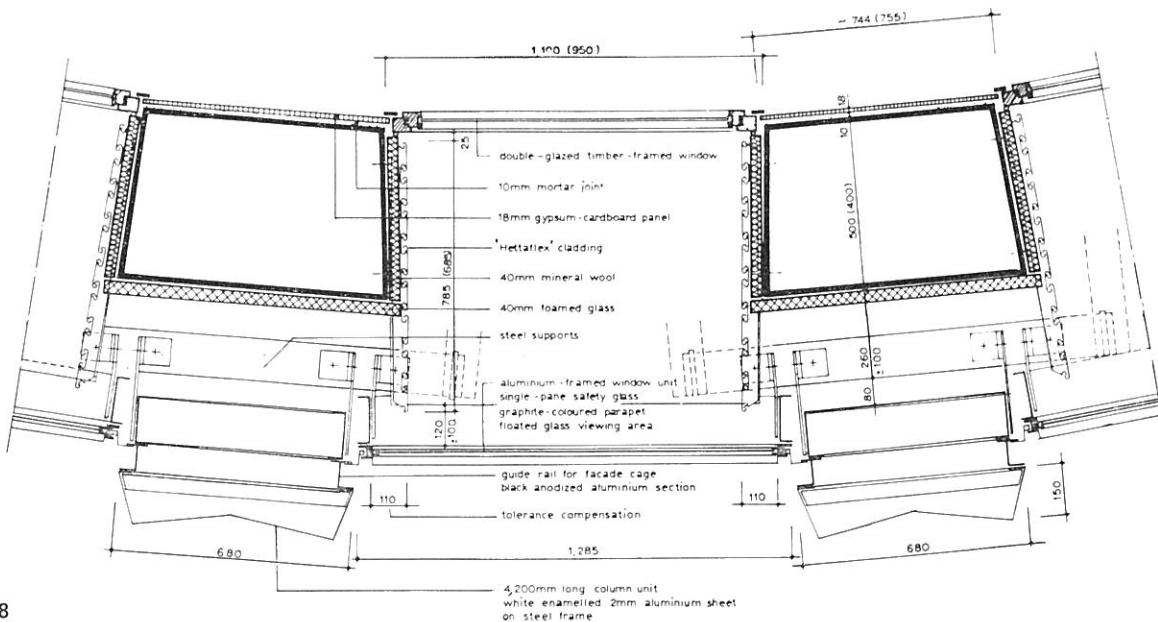 ~ 744 (755)
1,100 (950)
18
10
25
double-glazed timber-framed window
10mm mortar joint
18mm gypsum-cardboard panel
'Hettaflex' cladding
40mm mineral wool
40mm foamed glass
steel supports
785 (685)
500 (400)
260
±100
80
aluminium-framed window unit
single-pane safety glass
graphite-coloured parapet
floated glass viewing area
120
±100
guide rail for facade cage
black anodized aluminium section
110
110
150
tolerance compensation
680
1,285
680
4,200mm long column unit
white enamelled 2mm aluminium sheet
on steel frame
8